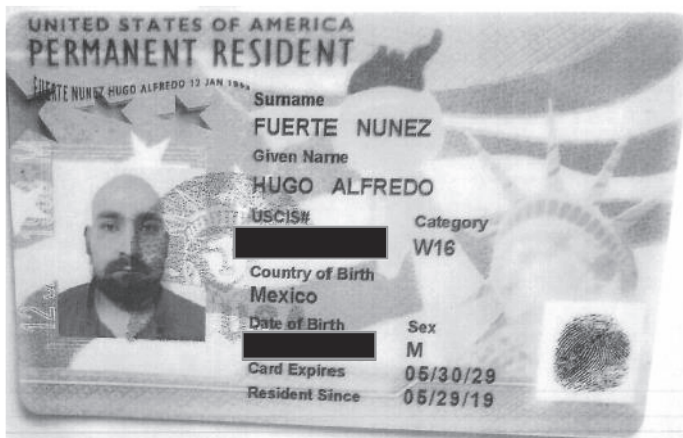 UNITED STATES OF AMERICA
PERMANENT RESIDENT
FUERTE NUNEZ HUGO ALFREDO 12 JAN
Surname
FUERTE NUNEZ
Given Name
HUGO ALFREDO
USCIS# Category
W16
Country of Birth
Mexico
Date of Birth Sex
M
Card Expires 05/30/29
Resident Since 05/29/19